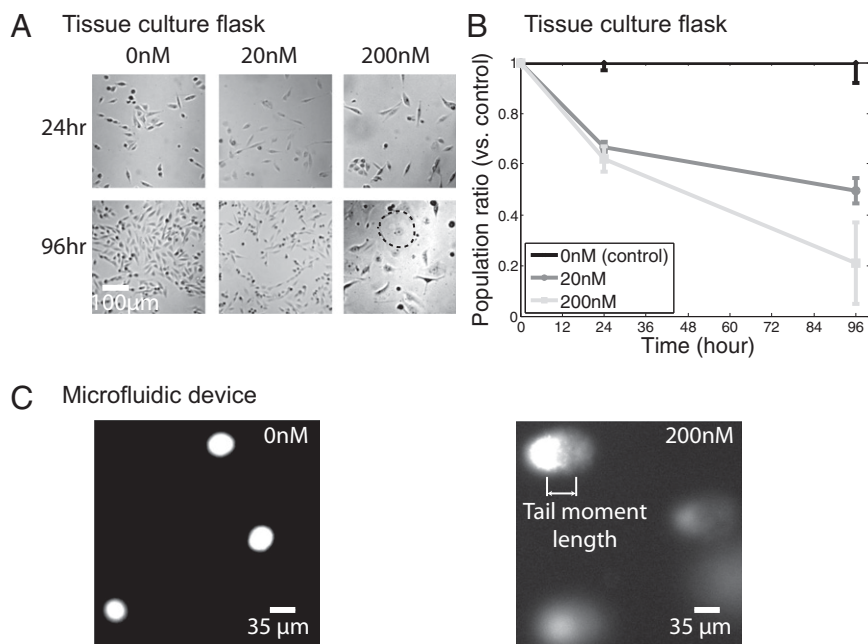 A Tissue culture flask
0nM 20nM 200nM
24hr
96hr
100μm
B Tissue culture flask
Population ratio (vs. control)
1
0.8
0.6
0.4
0.2
0
0nM (control)
20nM
200nM
0 12 24 36 48 60 72 84 96
Time (hour)
C Microfluidic device
0nM
35 μm
200nM
Tail moment
length
35 μm